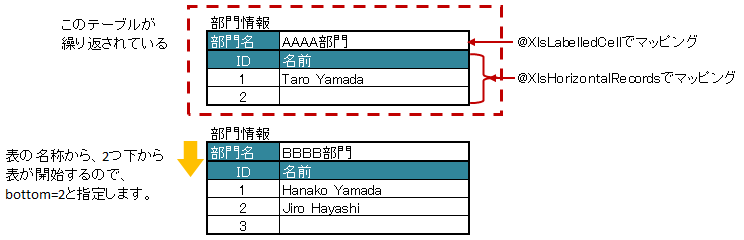 このテーブルが
繰り返されている
部門情報
部門名 AAAA部門
ID 名前
1 Taro Yamada
2
@XlsLabelledCellでマッピング
@XlsHorizontalRecordsでマッピング
表の名称から、2つ下から
表が開始するので、
bottom=2と指定します。
部門情報
部門名 BBBB部門
ID 名前
1 Hanako Yamada
2 Jiro Hayashi
3